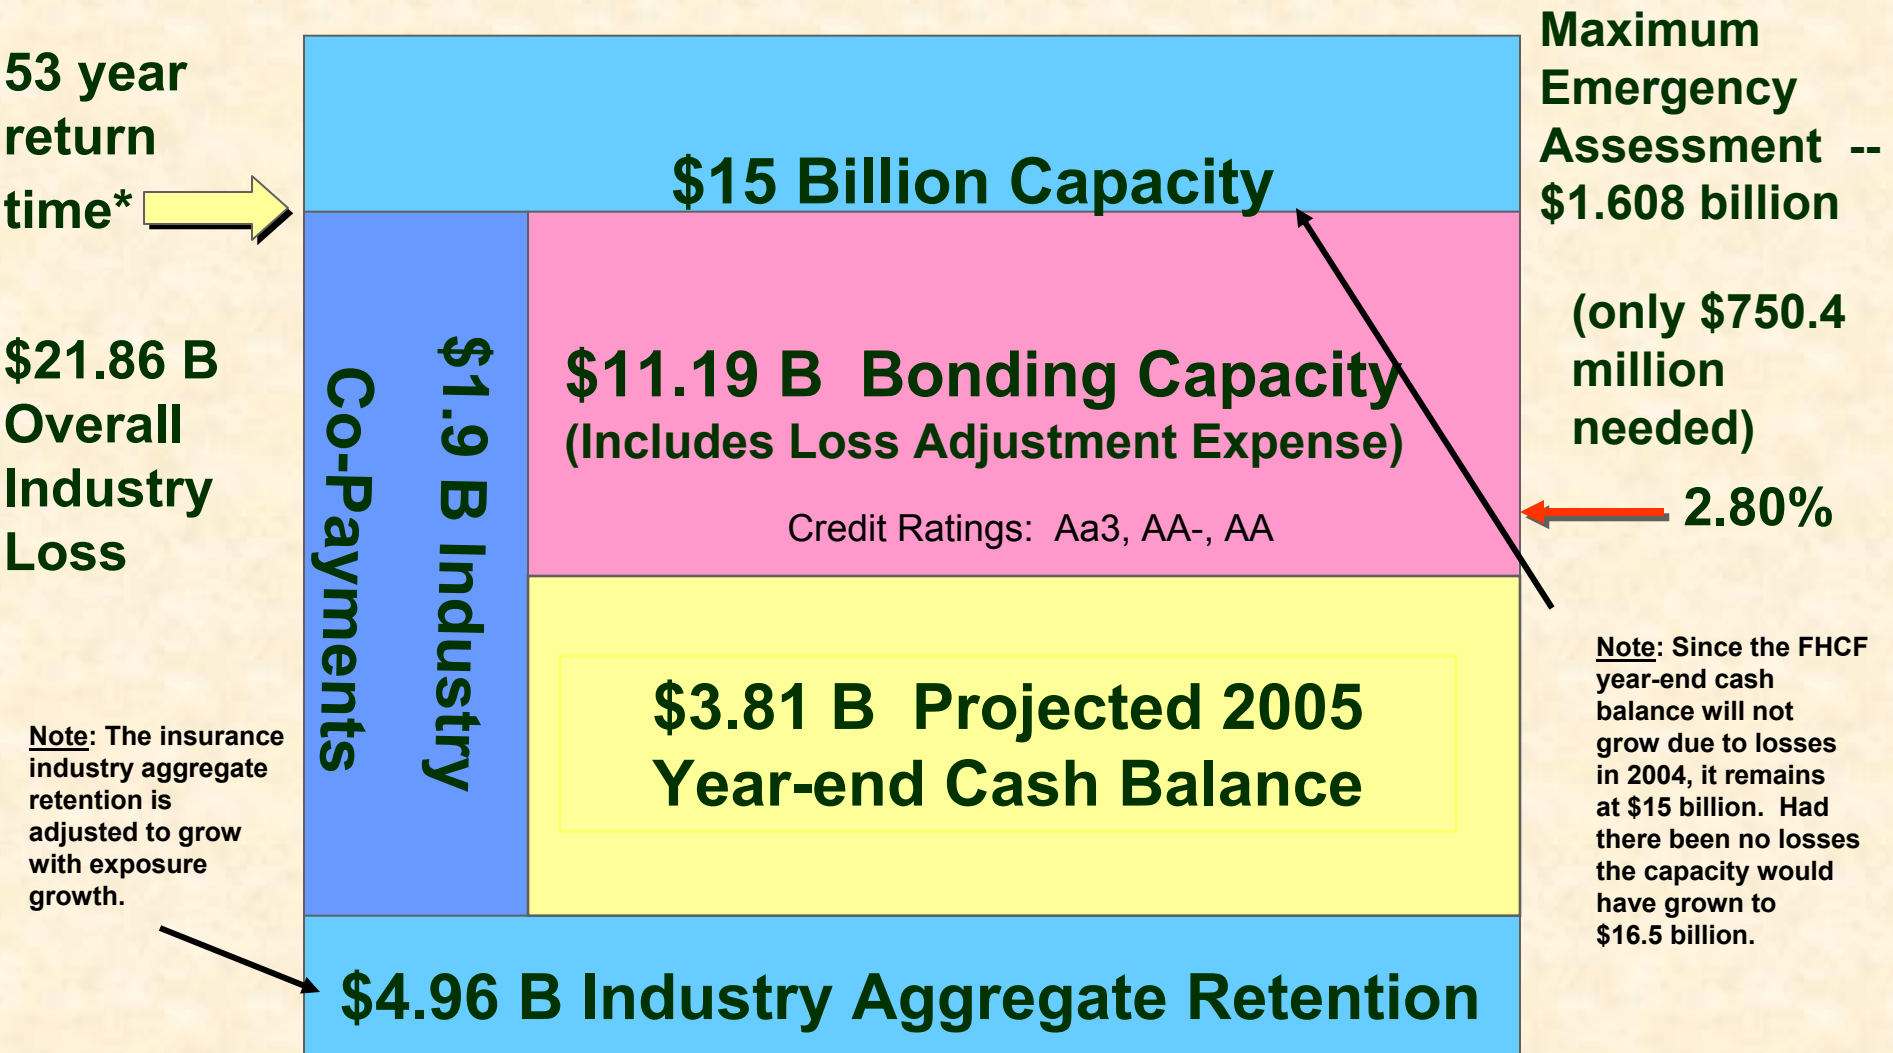 53 year
return
time*
$21.86 B
Overall
Industry
Loss
Note: The insurance
industry aggregate
retention is
adjusted to grow
with exposure
growth.
$15 Billion Capacity
Co-Payments
$1.9 B Industry
$11.19 B Bonding Capacity
(Includes Loss Adjustment Expense)
Credit Ratings: Aa3, AA-, AA
$3.81 B Projected 2005
Year-end Cash Balance
$4.96 B Industry Aggregate Retention
Maximum
Emergency
Assessment --
$1.608 billion
(only $750.4
million
needed)
2.80%
Note: Since the FHCF
year-end cash
balance will not
grow due to losses
in 2004, it remains
at $15 billion. Had
there been no losses
the capacity would
have grown to
$16.5 billion.